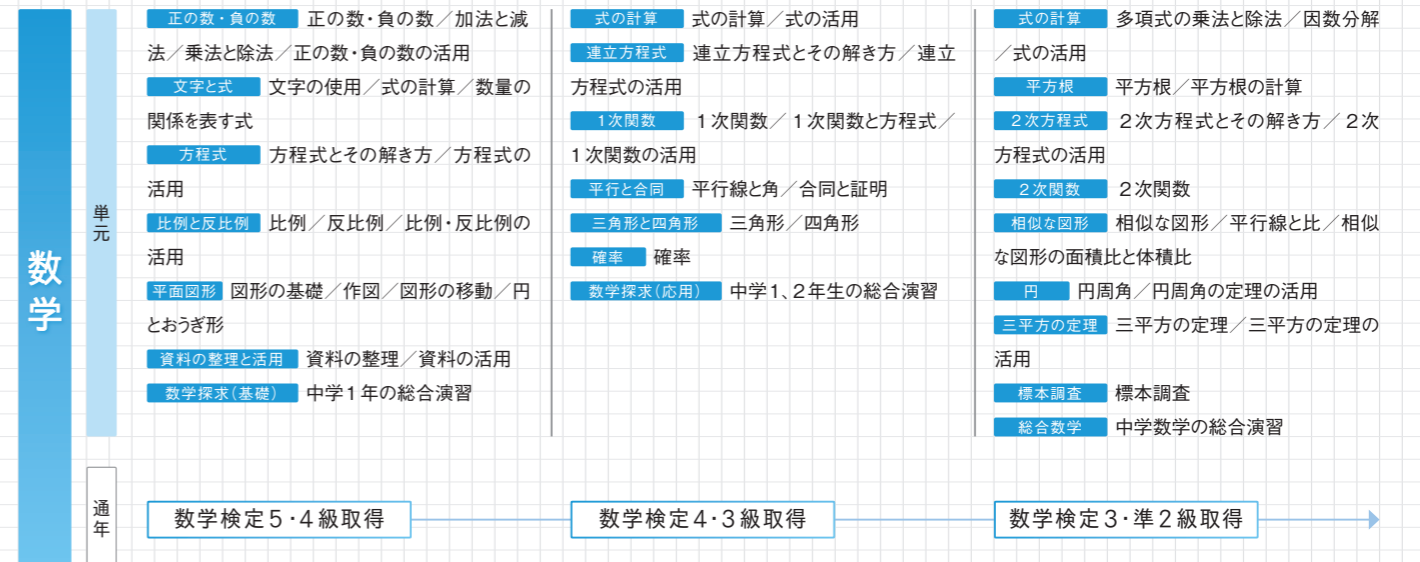 数学
単元
正の数・負の数 正の数・負の数／加法と減
法／乗法と除法／正の数・負の数の活用
文字と式 文字の使用／式の計算／数量の
関係を表す式
方程式 方程式とその解き方／方程式の
活用
比例と反比例 比例／反比例／比例・反比例の
活用
平面図形 図形の基礎／作図／図形の移動／円
とおうぎ形
資料の整理と活用 資料の整理／資料の活用
数学探求（基礎） 中学１年の総合演習
式の計算 式の計算／式の活用
連立方程式 連立方程式とその解き方／連立
方程式の活用
１次関数 １次関数／１次関数と方程式／
１次関数の活用
平行と合同 平行線と角／合同と証明
三角形と四角形 三角形／四角形
確率 確率
数学探求（応用） 中学１、２年生の総合演習
式の計算 多項式の乗法と除法／因数分解
／式の活用
平方根 平方根／平方根の計算
２次方程式 ２次方程式とその解き方／２次
方程式の活用
２次関数 ２次関数
相似な図形 相似な図形／平行線と比／相似
な図形の面積比と体積比
円 円周角／円周角の定理の活用
三平方の定理 三平方の定理／三平方の定理の
活用
標本調査 標本調査
総合数学 中学数学の総合演習
通年
数学検定５・４級取得
数学検定４・３級取得
数学検定３・準２級取得